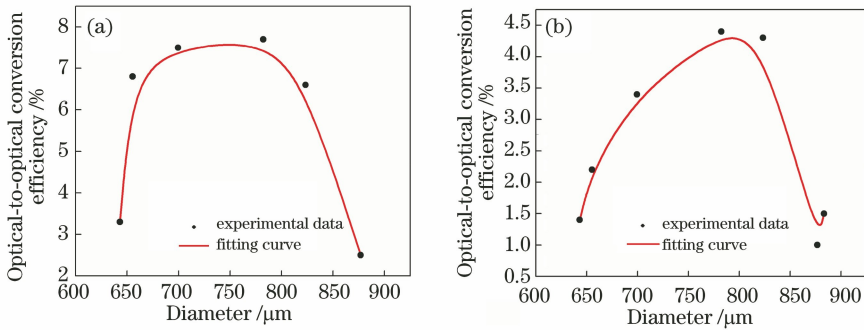 (a)
Optical-to-optical conversion
efficiency /%
8
7
6
5
4
3
2
experimental data
fitting curve
600 650 700 750 800 850 900
Diameter /μm
(b)
Optical-to-optical conversion
efficiency /%
4.5
4.0
3.5
3.0
2.5
2.0
1.5
1.0
0.5
experimental data
fitting curve
600 650 700 750 800 850 900
Diameter /μm